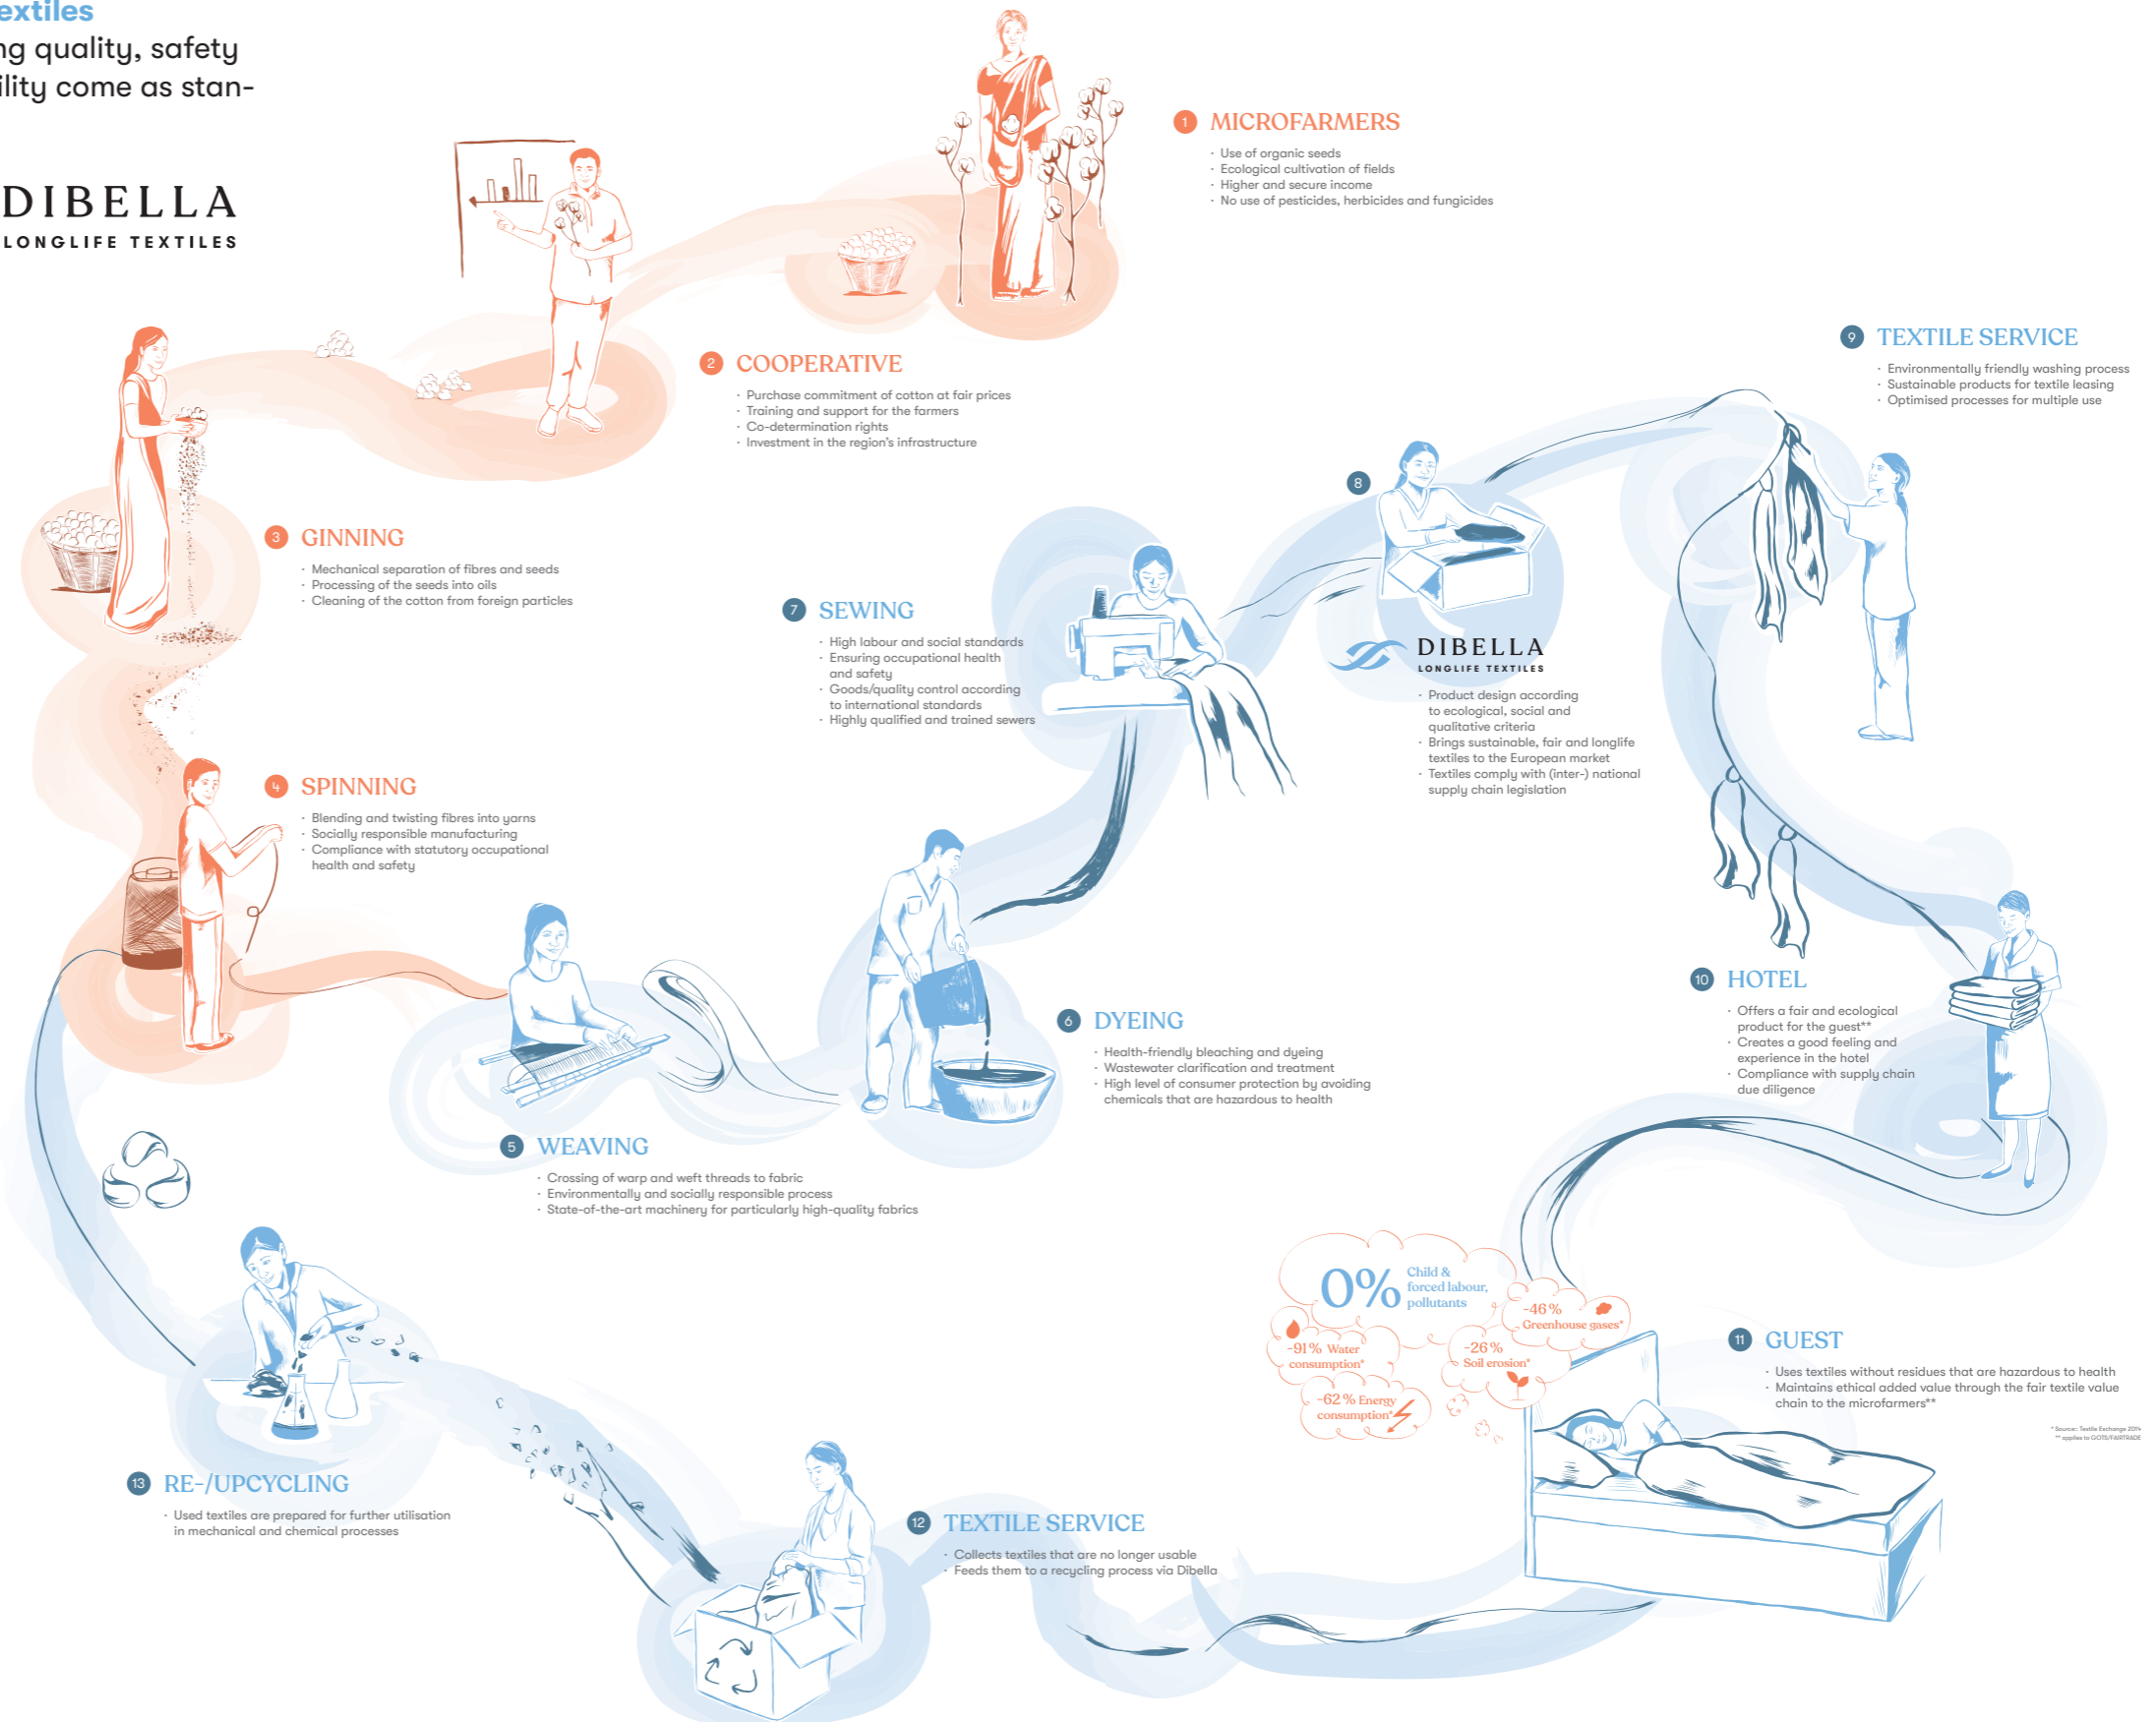 extiles
ng quality, safety
ility come as stan-
DIBELLA
LONGLIFE TEXTILES
1 MICROFARMERS
· Use of organic seeds
· Ecological cultivation of fields
· Higher and secure income
· No use of pesticides, herbicides and fungicides
2 COOPERATIVE
· Purchase commitment of cotton at fair prices
· Training and support for the farmers
· Co-determination rights
· Investment in the region's infrastructure
3 GINNING
· Mechanical separation of fibres and seeds
· Processing of the seeds into oils
· Cleaning of the cotton from foreign particles
4 SPINNING
· Blending and twisting fibres into yarns
· Socially responsible manufacturing
· Compliance with statutory occupational
health and safety
5 WEAVING
· Crossing of warp and weft threads to fabric
· Environmentally and socially responsible process
· State-of-the-art machinery for particularly high-quality fabrics
6 DYEING
· Health-friendly bleaching and dyeing
· Wastewater clarification and treatment
· High level of consumer protection by avoiding
chemicals that are hazardous to health
7 SEWING
· High labour and social standards
· Ensuring occupational health
and safety
· Goods/quality control according
to international standards
· Highly qualified and trained sewers
8
DIBELLA
LONGLIFE TEXTILES
· Product design according
to ecological, social and
qualitative criteria
· Brings sustainable, fair and longlife
textiles to the European market
· Textiles comply with (inter-) national
supply chain legislation
9 TEXTILE SERVICE
· Environmentally friendly washing process
· Sustainable products for textile leasing
· Optimised processes for multiple use
10 HOTEL
· Offers a fair and ecological
product for the guest**
· Creates a good feeling and
experience in the hotel
· Compliance with supply chain
due diligence
0% Child &
forced labour,
pollutants
-46 %
Greenhouse gases*
-91 % Water
consumption*
-26 %
Soil erosion*
-62 % Energy
consumption*
11 GUEST
· Uses textiles without residues that are hazardous to health
· Maintains ethical added value through the fair textile value
chain to the microfarmers**
* Source: Textile Exchange 2014
** applies to GOTS/FAIRTRADE
12 TEXTILE SERVICE
· Collects textiles that are no longer usable
· Feeds them to a recycling process via Dibella
13 RE-/UPCYCLING
· Used textiles are prepared for further utilisation
in mechanical and chemical processes